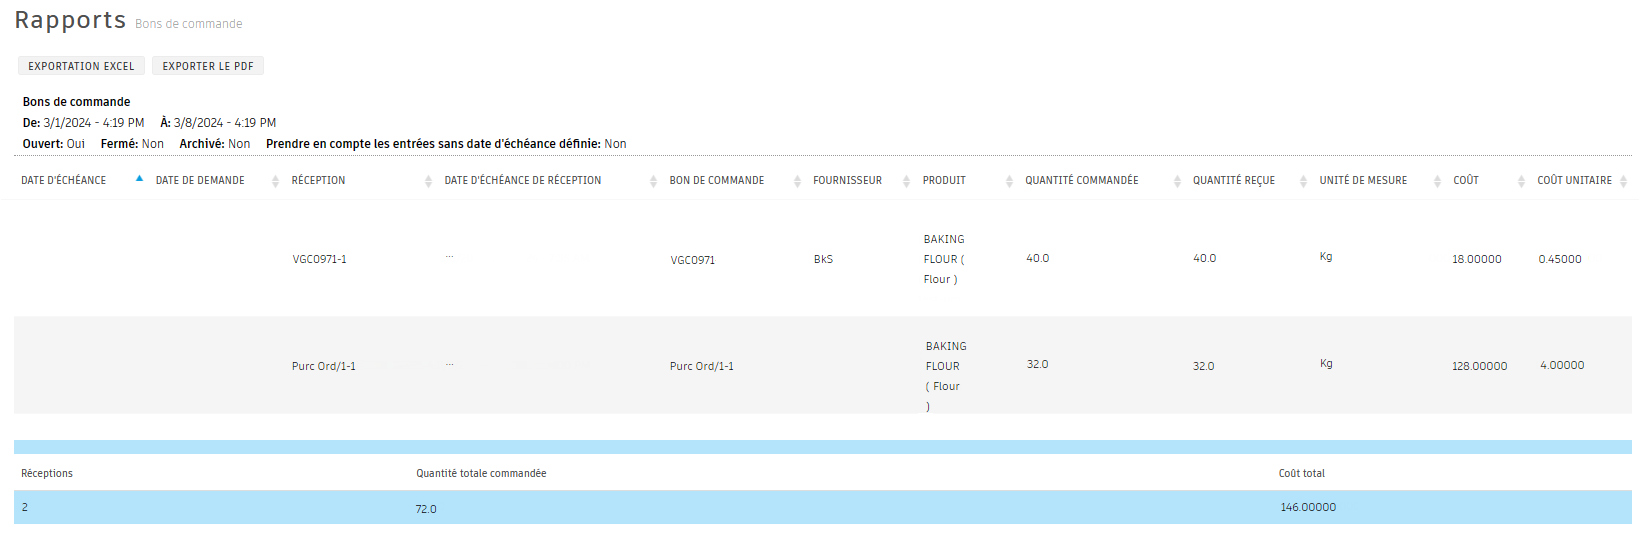 Rapports Bons de commande
EXPORTATION EXCEL EXPORTER LE PDF
Bons de commande
De: 3/1/2024 - 4:19 PM À: 3/8/2024 - 4:19 PM
Ouvert: Oui Fermé: Non Archivé: Non Prendre en compte les entrées sans date d'échéance définie: Non
DATE D'ÉCHÉANCE DATE DE DEMANDE RÉCEPTION DATE D'ÉCHÉANCE DE RÉCEPTION BON DE COMMANDE FOURNISSEUR PRODUIT QUANTITÉ COMMANDÉE QUANTITÉ REÇUE UNITÉ DE MESURE COÛT COÛT UNITAIRE
VGC0971-1 ... VGC0971 BkS BAKING FLOUR ( Flour ) 40.0 40.0 Kg 18.00000 0.45000
Purc Ord/1-1 ... Purc Ord/1-1 BAKING FLOUR ( Flour ) 32.0 32.0 Kg 128.00000 4.00000
Réceptions Quantité totale commandée Coût total
2 72.0 146.00000